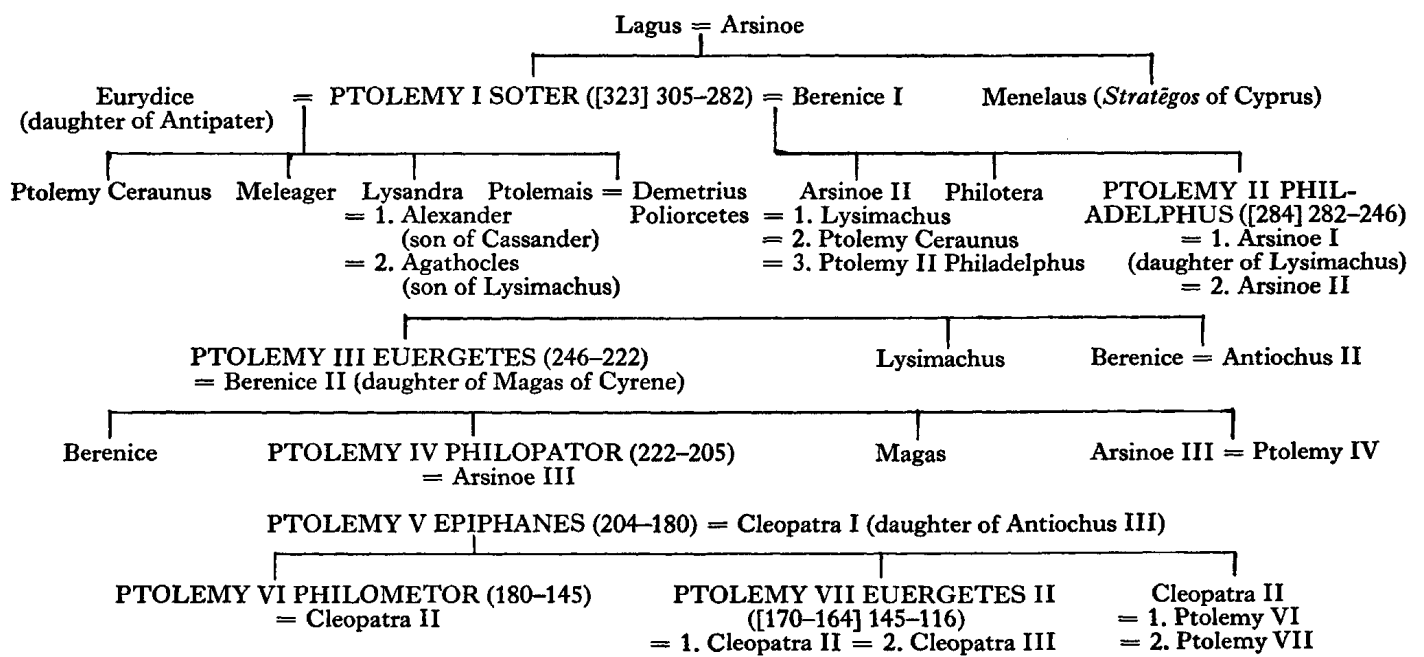 Lagus = Arsinoe
Eurydice = PTOLEMY I SOTER ([323] 305–282) = Berenice I Menelaus (Stratēgos of Cyprus)
(daughter of Antipater)
Ptolemy Ceraunus Meleager Lysandra Ptolemais = Demetrius Arsinoe II Philotera PTOLEMY II PHIL-
= 1. Alexander Poliorcetes = 1. Lysimachus ADELPHUS ([284] 282–246)
(son of Cassander) = 2. Ptolemy Ceraunus = 1. Arsinoe I
= 2. Agathocles = 3. Ptolemy II Philadelphus (daughter of Lysimachus)
(son of Lysimachus) = 2. Arsinoe II
PTOLEMY III EUERGETES (246–222) Lysimachus Berenice = Antiochus II
= Berenice II (daughter of Magas of Cyrene)
Berenice PTOLEMY IV PHILOPATOR (222–205) Magas Arsinoe III = Ptolemy IV
= Arsinoe III
PTOLEMY V EPIPHANES (204–180) = Cleopatra I (daughter of Antiochus III)
PTOLEMY VI PHILOMETOR (180–145) PTOLEMY VII EUERGETES II Cleopatra II
= Cleopatra II ([170–164] 145–116) = 1. Ptolemy VI
= 1. Cleopatra II = 2. Cleopatra III = 2. Ptolemy VII